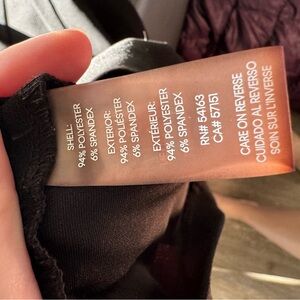 SHELL:
94% POLYESTER
6% SPANDEX
EXTERIOR:
94% POLIÉSTER
6% SPANDEX
EXTÉRIEUR:
94% POLYESTER
6% SPANDEX
RN# 54163
CA# 57151
CARE ON REVERSE
CUIDADO AL REVERSO
SOIN SUR L'INVERSE